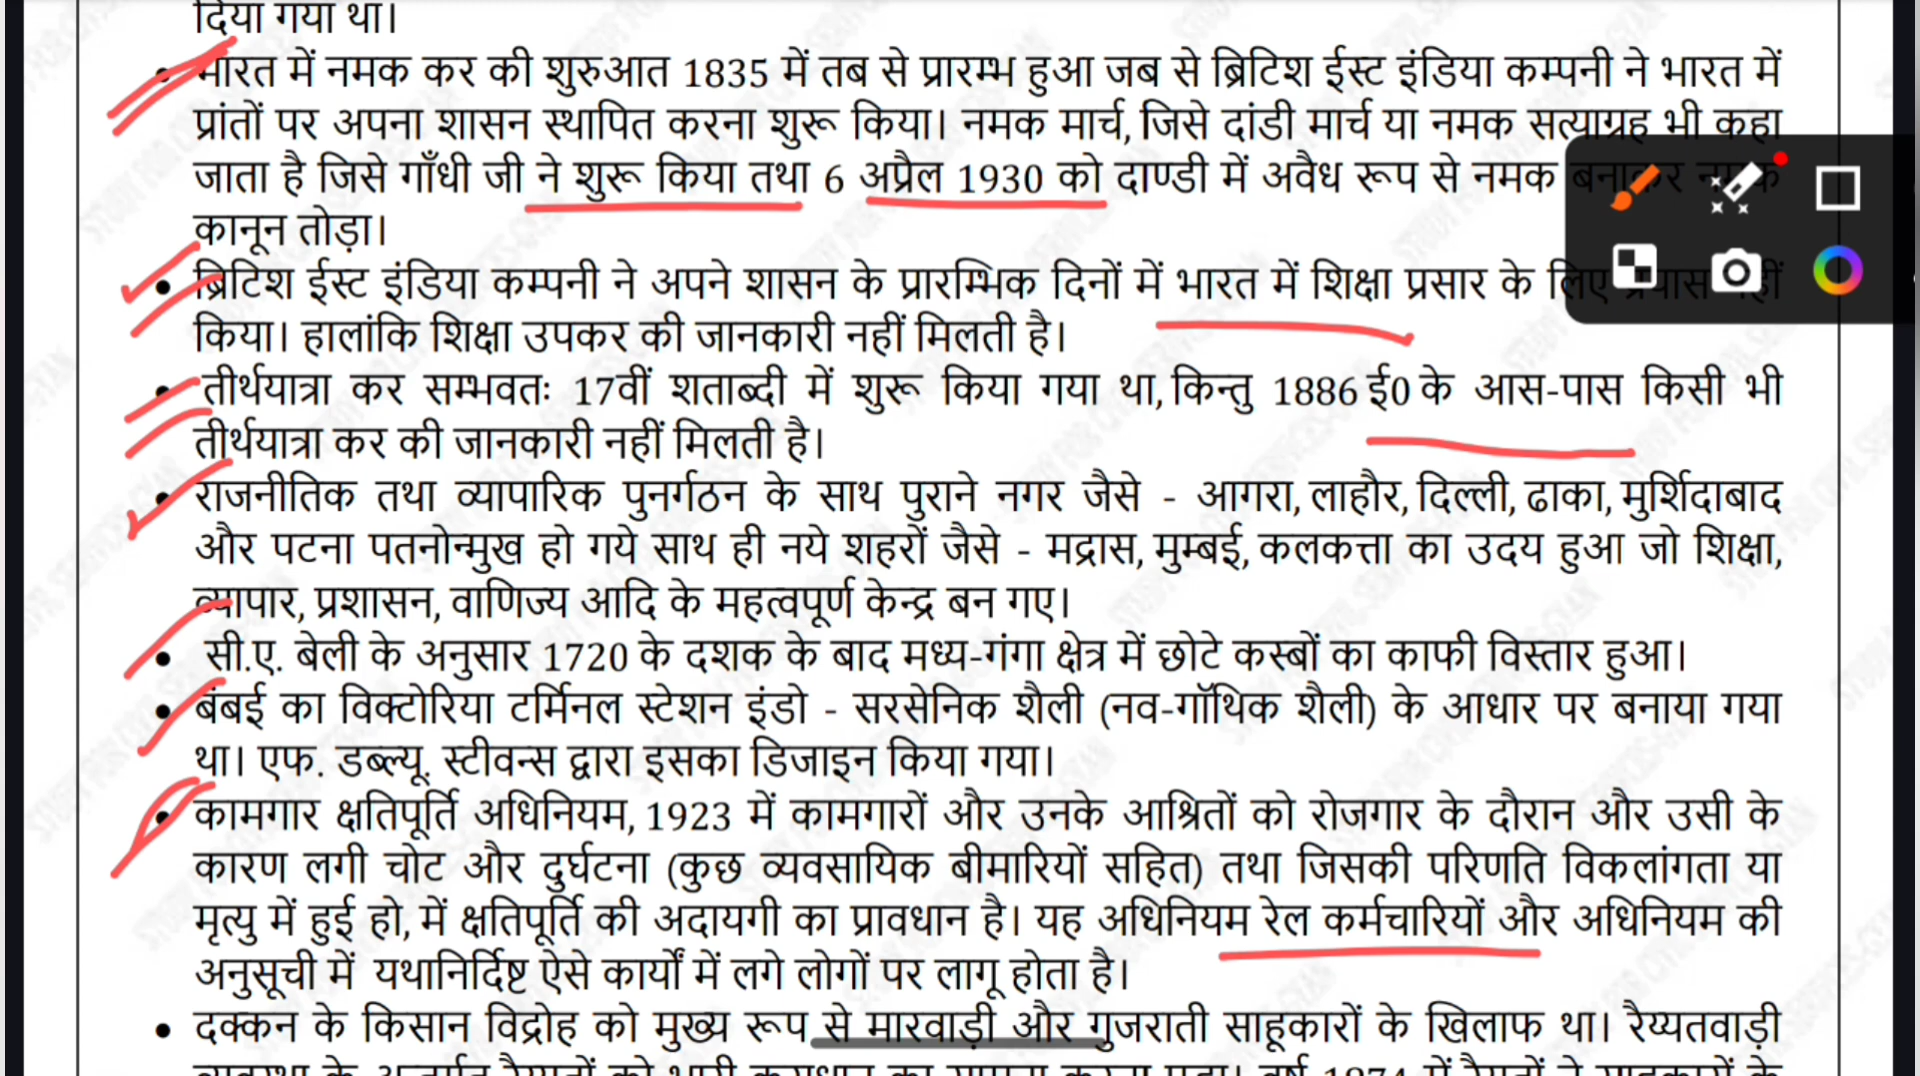 दिया गया था।
• भारत में नमक कर की शुरुआत 1835 में तब से प्रारम्भ हुआ जब से ब्रिटिश ईस्ट इंडिया कम्पनी ने भारत में
प्रांतों पर अपना शासन स्थापित करना शुरू किया। नमक मार्च, जिसे दांडी मार्च या नमक सत्याग्रह भी कहा
जाता है जिसे गाँधी जी ने शुरू किया तथा 6 अप्रैल 1930 को दाण्डी में अवैध रूप से नमक बनाकर नमक
कानून तोड़ा।
• ब्रिटिश ईस्ट इंडिया कम्पनी ने अपने शासन के प्रारम्भिक दिनों में भारत में शिक्षा प्रसार के लिए प्रयास नहीं
किया। हालांकि शिक्षा उपकर की जानकारी नहीं मिलती है।
• तीर्थयात्रा कर सम्भवतः 17वीं शताब्दी में शुरू किया गया था, किन्तु 1886 ई0 के आस-पास किसी भी
तीर्थयात्रा कर की जानकारी नहीं मिलती है।
• राजनीतिक तथा व्यापारिक पुनर्गठन के साथ पुराने नगर जैसे - आगरा, लाहौर, दिल्ली, ढाका, मुर्शिदाबाद
और पटना पतनोन्मुख हो गये साथ ही नये शहरों जैसे - मद्रास, मुम्बई, कलकत्ता का उदय हुआ जो शिक्षा,
व्यापार, प्रशासन, वाणिज्य आदि के महत्वपूर्ण केन्द्र बन गए।
• सी.ए. बेली के अनुसार 1720 के दशक के बाद मध्य-गंगा क्षेत्र में छोटे कस्बों का काफी विस्तार हुआ।
• बंबई का विक्टोरिया टर्मिनल स्टेशन इंडो - सरसेनिक शैली (नव-गॉथिक शैली) के आधार पर बनाया गया
था। एफ. डब्ल्यू. स्टीवन्स द्वारा इसका डिजाइन किया गया।
• कामगार क्षतिपूर्ति अधिनियम, 1923 में कामगारों और उनके आश्रितों को रोजगार के दौरान और उसी के
कारण लगी चोट और दुर्घटना (कुछ व्यवसायिक बीमारियों सहित) तथा जिसकी परिणति विकलांगता या
मृत्यु में हुई हो, में क्षतिपूर्ति की अदायगी का प्रावधान है। यह अधिनियम रेल कर्मचारियों और अधिनियम की
अनुसूची में यथानिर्दिष्ट ऐसे कार्यों में लगे लोगों पर लागू होता है।
• दक्कन के किसान विद्रोह को मुख्य रूप से मारवाड़ी और गुजराती साहूकारों के खिलाफ था। रैय्यतवाड़ी